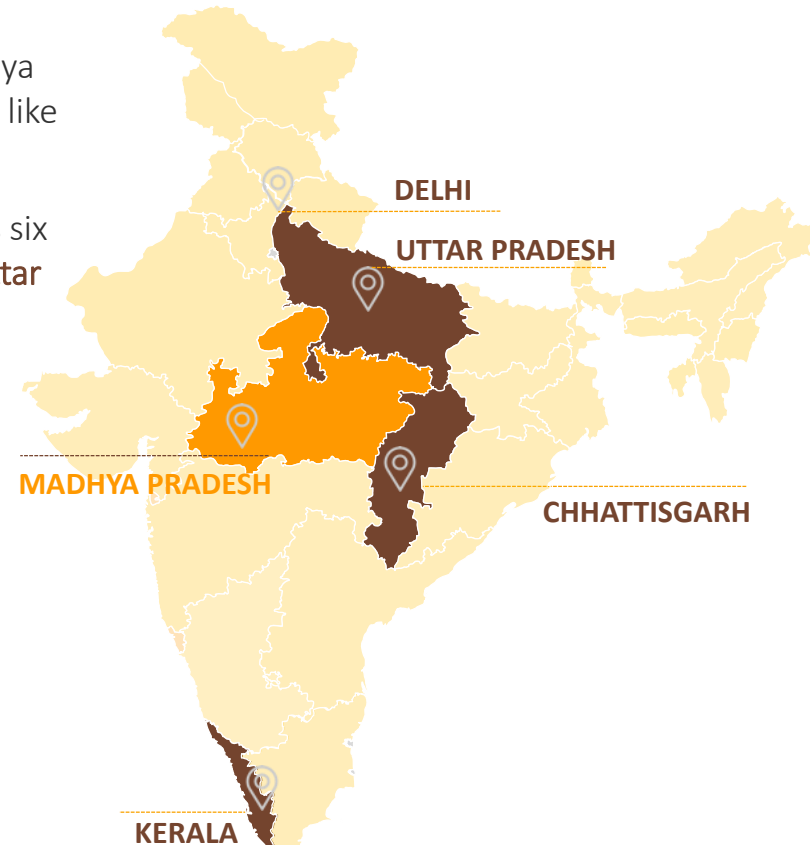 ya
like
six
tar
DELHI
UTTAR PRADESH
MADHYA PRADESH
CHHATTISGARH
KERALA